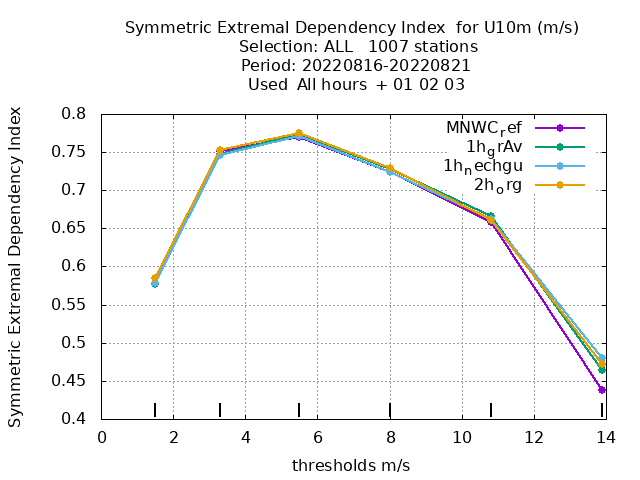 Symmetric Extremal Dependency Index  for U10m (m/s)
Selection: ALL   1007 stations
Period: 20220816-20220821
Used  All hours  + 01 02 03
Symmetric Extremal Dependency Index
0.8
0.75
0.7
0.65
0.6
0.55
0.5
0.45
0.4
MNWCref
1hgrAv
1hnechgu
2horg
0 2 4 6 8 10 12 14
thresholds m/s